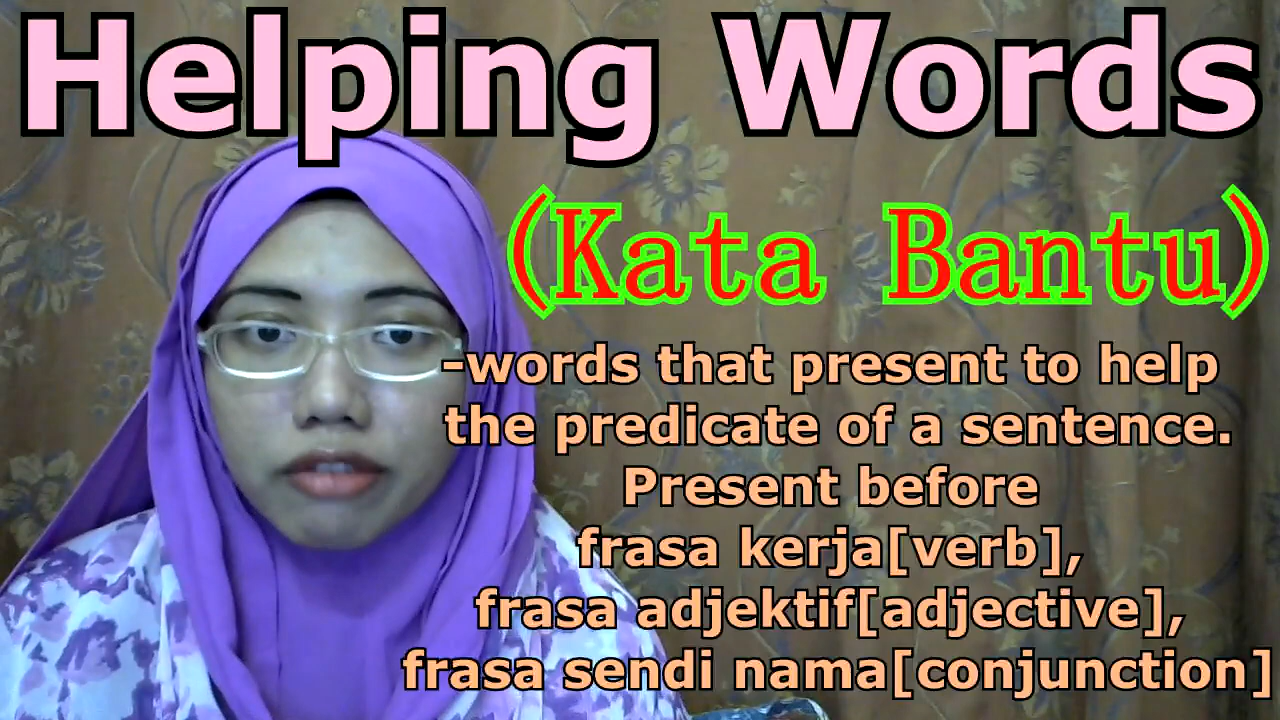 Helping Words
(Kata Bantu)
-words that present to help
the predicate of a sentence.
Present before
frasa kerja[verb],
frasa adjektif[adjective],
frasa sendi nama[conjunction]